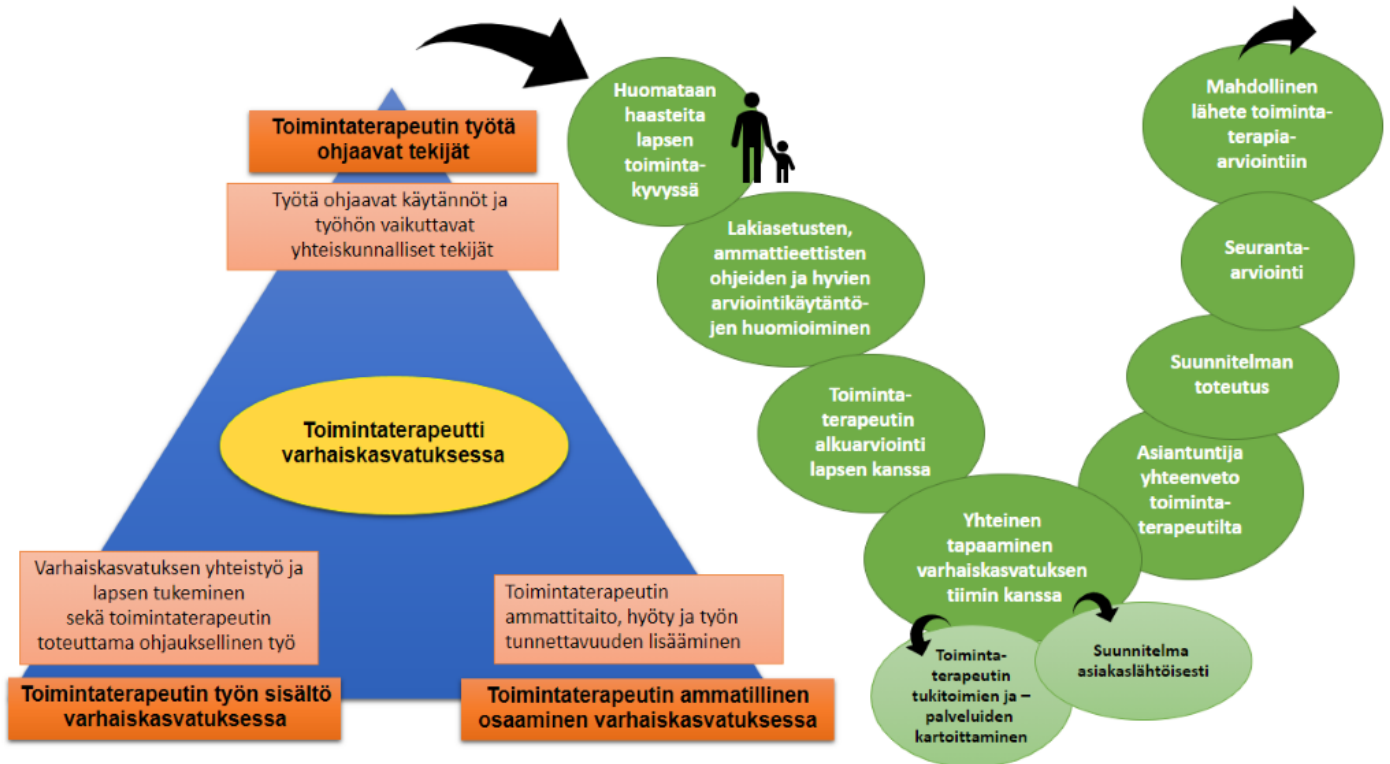 Toimintaterapeutin työtä
ohjaavat tekijät
Työtä ohjaavat käytännöt ja
työhön vaikuttavat
yhteiskunnalliset tekijät
Toimintaterapeutti
varhaiskasvatuksessa
Varhaiskasvatuksen yhteistyö ja
lapsen tukeminen
sekä toimintaterapeutin
toteuttama ohjauksellinen työ
Toimintaterapeutin työn sisältö
varhaiskasvatuksessa
Toimintaterapeutin
ammattitaito, hyöty ja työn
tunnettavuuden lisääminen
Toimintaterapeutin ammatillinen
osaaminen varhaiskasvatuksessa
Huomataan
haasteita
lapsen
toiminta-
kyvyssä
Lakiasetusten,
ammattieettisten
ohjeiden ja hyvien
arviointikäytäntö-
jen huomioiminen
Toiminta-
terapeutin
alkuarviointi
lapsen kanssa
Yhteinen
tapaaminen
varhaiskasvatuksen
tiimin kanssa
Toiminta-
terapeutin
tukitoimien ja –
palveluiden
kartoittaminen
Suunnitelma
asiakaslähtöisesti
Asiantuntija
yhteenveto
toiminta-
terapeutilta
Suunnitelman
toteutus
Seuranta-
arviointi
Mahdollinen
lähete toiminta-
terapia-
arviointiin